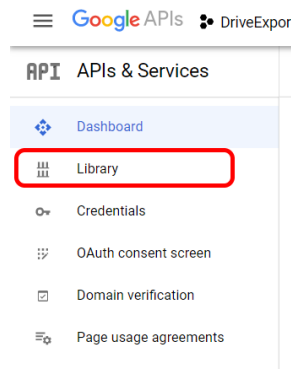 Google APIs DriveExpor
API APIs & Services
Dashboard
Library
Credentials
OAuth consent screen
Domain verification
Page usage agreements